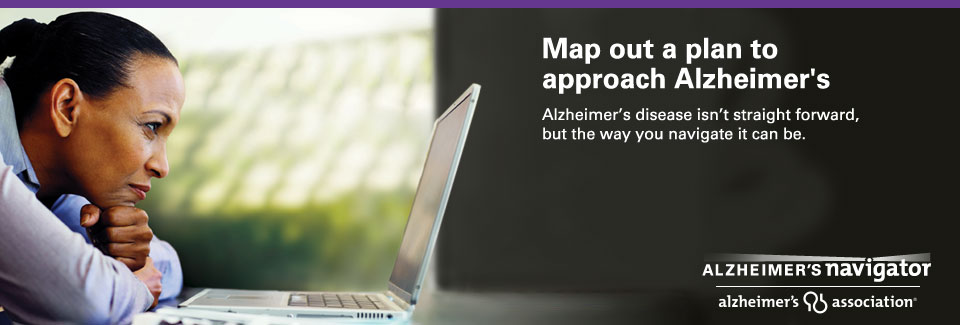 Map out a plan to
approach Alzheimer's
Alzheimer's disease isn't straight forward,
but the way you navigate it can be.
ALZHEIMER'S navigator
alzheimer's association®